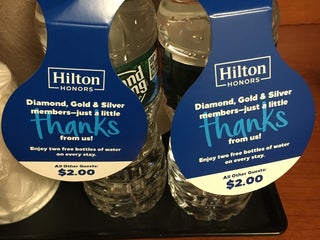 Hilton
HONORS
Diamond, Gold & Silver
members—just a little
thanks
from us!
Enjoy two free bottles of water
on every stay.
All Other Guests:
$2.00
Hilton
HONORS
Diamond, Gold & Silver
members—just a little
thanks
from us!
Enjoy two free bottles of water
on every stay.
All Other Guests:
$2.00